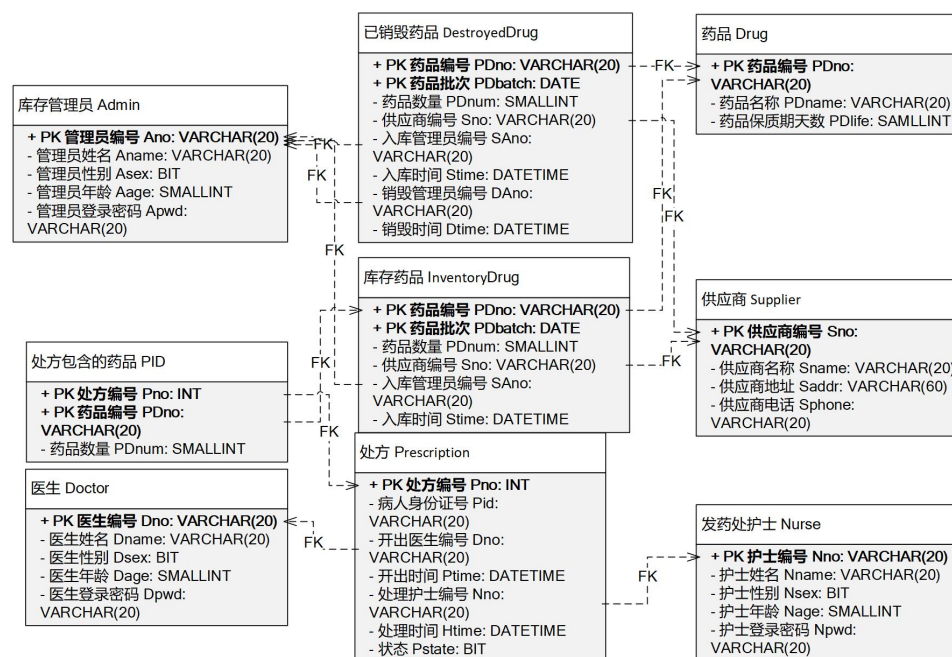 已销毁药品 DestroyedDrug
+ PK 药品编号 PDno: VARCHAR(20)
+ PK 药品批次 PDbatch: DATE
- 药品数量 PDnum: SMALLINT
- 供应商编号 Sno: VARCHAR(20)
- 入库管理员编号 SAno:
VARCHAR(20)
- 入库时间 Stime: DATETIME
- 销毁管理员编号 DAno:
VARCHAR(20)
- 销毁时间 Dtime: DATETIME
药品 Drug
+ PK 药品编号 PDno:
VARCHAR(20)
- 药品名称 PDname: VARCHAR(20)
- 药品保质期天数 PDlife: SAMLLINT
库存管理员 Admin
+ PK 管理员编号 Ano: VARCHAR(20)
- 管理员姓名 Aname: VARCHAR(20)
- 管理员性别 Asex: BIT
- 管理员年龄 Aage: SMALLINT
- 管理员登录密码 Apwd:
VARCHAR(20)
FK
FK
FK
FK
FK
FK
库存药品 InventoryDrug
+ PK 药品编号 PDno: VARCHAR(20)
+ PK 药品批次 PDbatch: DATE
- 药品数量 PDnum: SMALLINT
- 供应商编号 Sno: VARCHAR(20)
- 入库管理员编号 SAno:
VARCHAR(20)
- 入库时间 Stime: DATETIME
供应商 Supplier
+ PK 供应商编号 Sno:
VARCHAR(20)
- 供应商名称 Sname: VARCHAR(20)
- 供应商地址 Saddr: VARCHAR(60)
- 供应商电话 Sphone:
VARCHAR(20)
FK
FK
FK
处方包含的药品 PID
+ PK 处方编号 Pno: INT
+ PK 药品编号 PDno:
VARCHAR(20)
- 药品数量 PDnum: SMALLINT
处方 Prescription
+ PK 处方编号 Pno: INT
- 病人身份证号 Pid:
VARCHAR(20)
- 开出医生编号 Dno:
VARCHAR(20)
- 开出时间 Ptime: DATETIME
- 处理护士编号 Nno:
VARCHAR(20)
- 处理时间 Htime: DATETIME
- 状态 Pstate: BIT
医生 Doctor
+ PK 医生编号 Dno: VARCHAR(20)
- 医生姓名 Dname: VARCHAR(20)
- 医生性别 Dsex: BIT
- 医生年龄 Dage: SMALLINT
- 医生登录密码 Dpwd:
VARCHAR(20)
FK
FK
发药处护士 Nurse
+ PK 护士编号 Nno: VARCHAR(20)
- 护士姓名 Nname: VARCHAR(20)
- 护士性别 Nsex: BIT
- 护士年龄 Nage: SMALLINT
- 护士登录密码 Npwd:
VARCHAR(20)